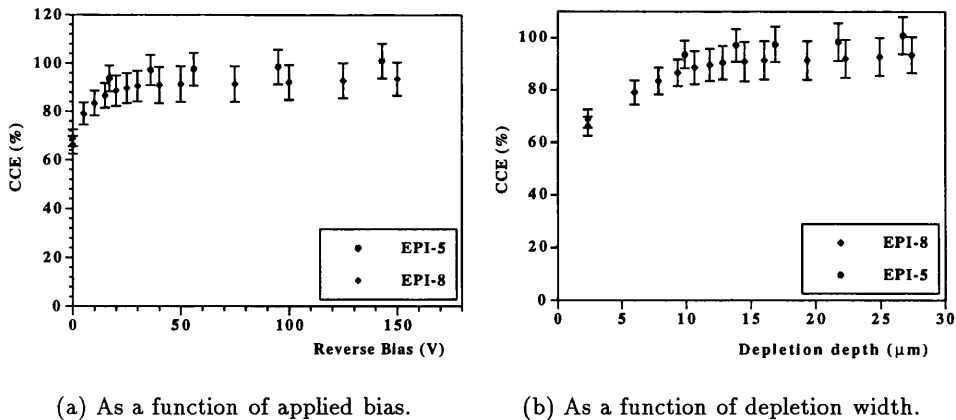 120
100
80
60
40
20
0
CCE (%)
0
50
100
150
Reverse Bias (V)
EPI-5
EPI-8
100
80
60
40
20
0
CCE (%)
0
5
10
15
20
25
30
Depletion depth (µm)
EPI-8
EPI-5
(a) As a function of applied bias.
(b) As a function of depletion width.